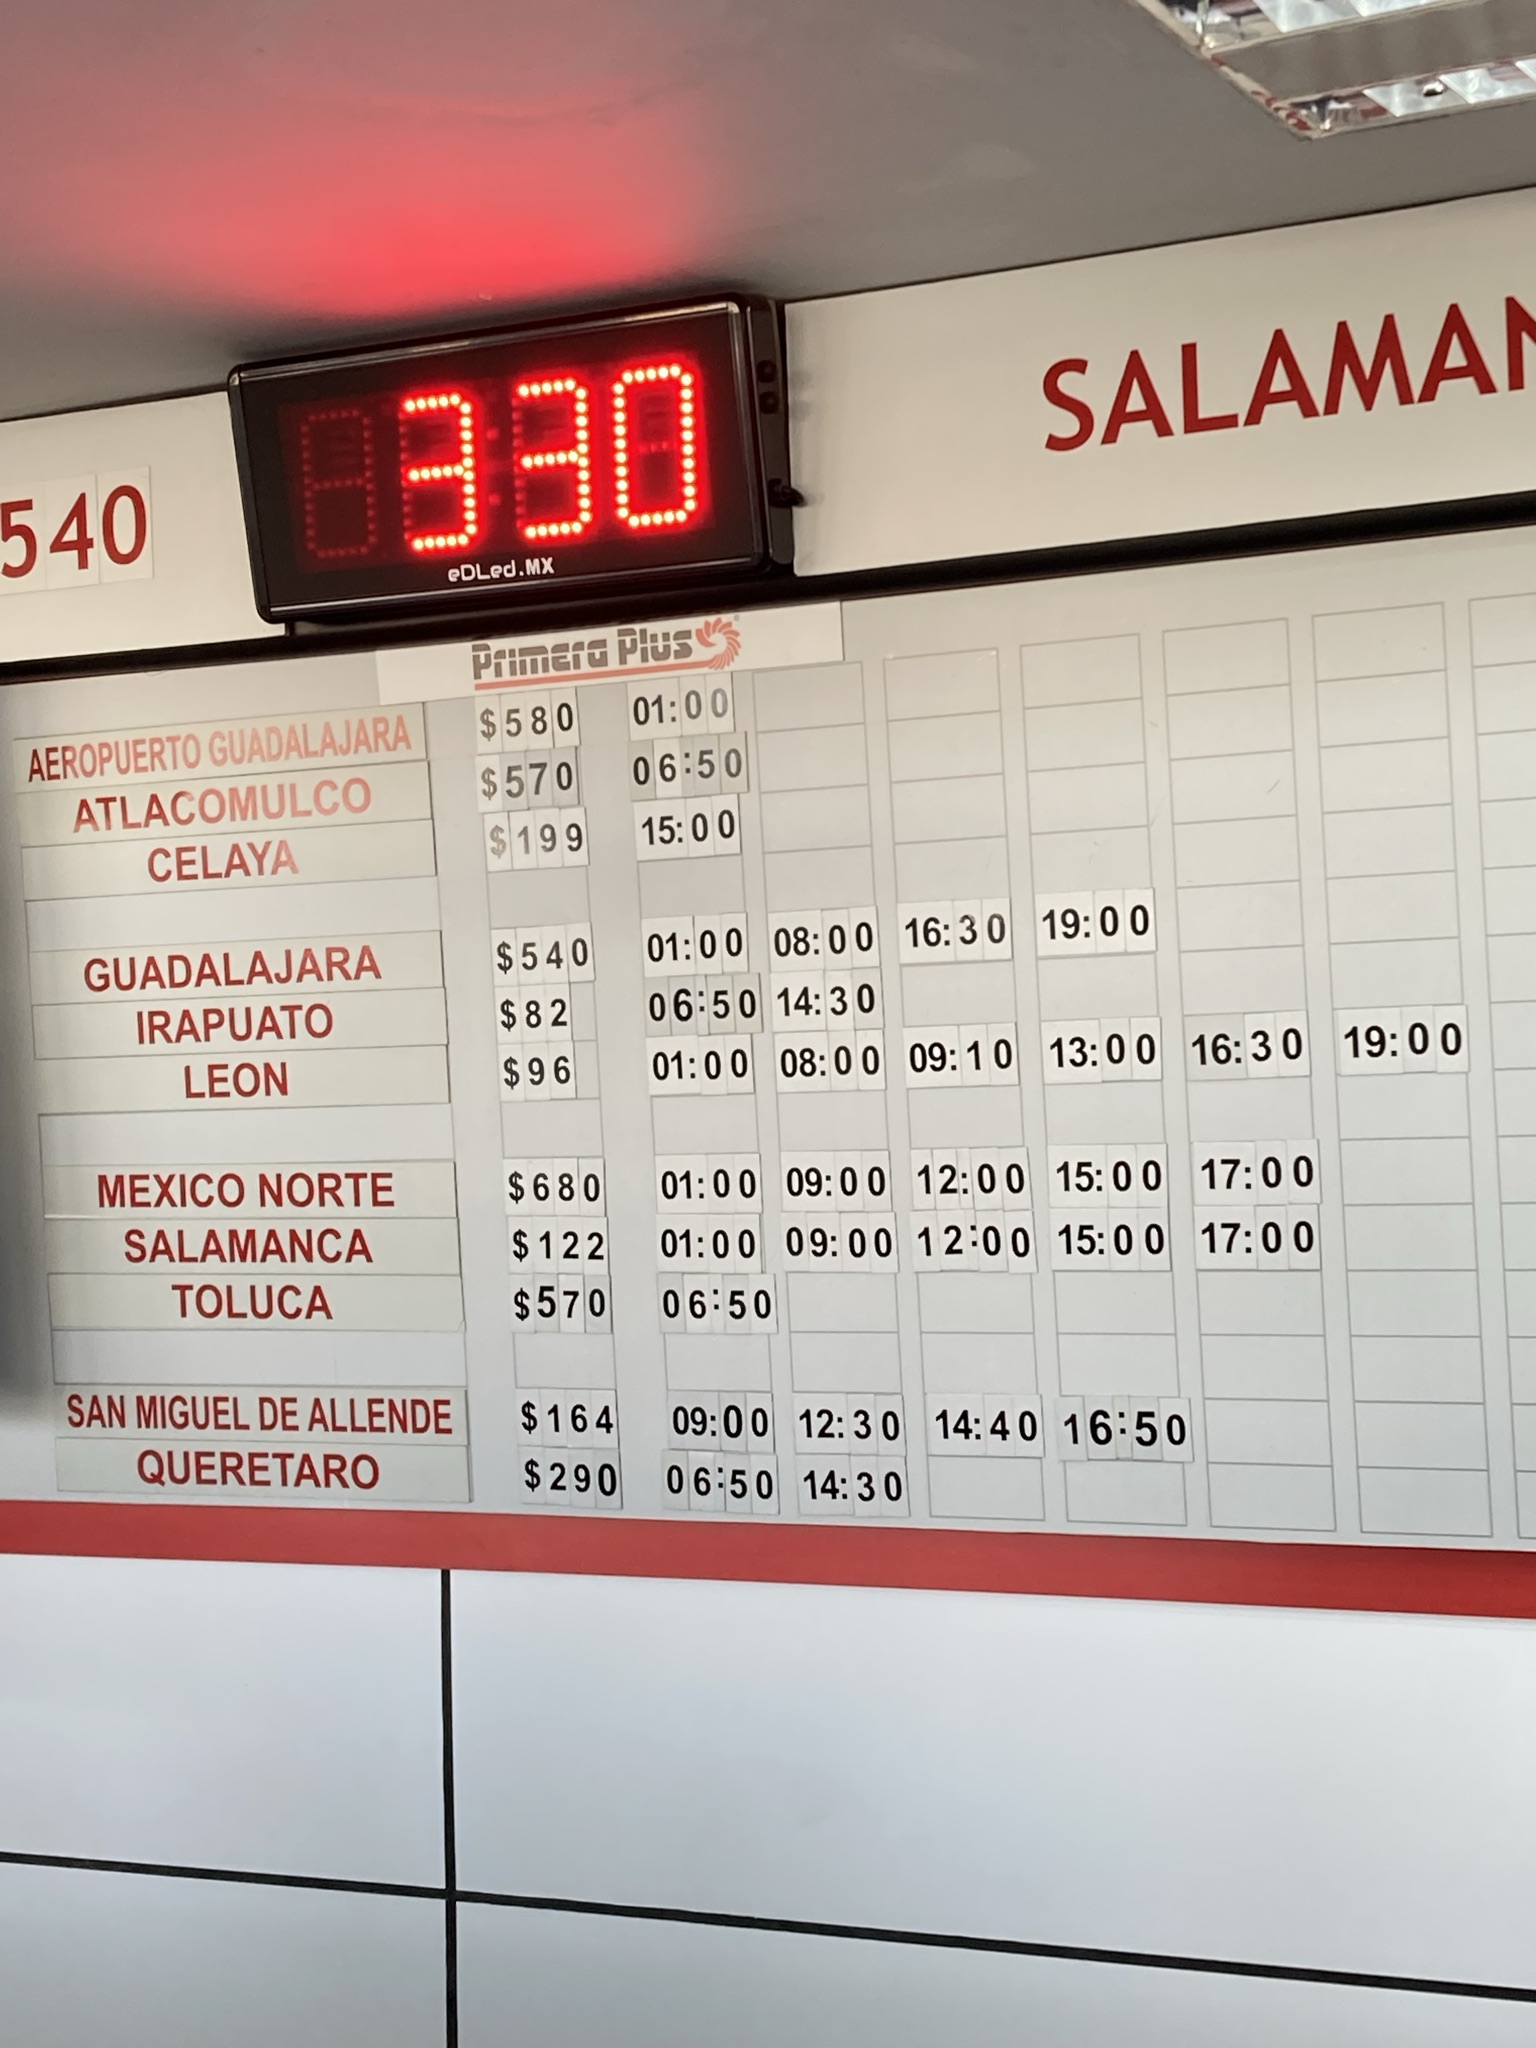 SALAMAN
540
3:30
eDLed.MX
Primera Plus
AEROPUERTO GUADALAJARA $580 01:00
ATLACOMULCO $570 06:50
CELAYA $199 15:00
GUADALAJARA $540 01:00 08:00 16:30 19:00
IRAPUATO $82 06:50 14:30
LEON $96 01:00 08:00 09:10 13:00 16:30 19:00
MEXICO NORTE $680 01:00 09:00 12:00 15:00 17:00
SALAMANCA $122 01:00 09:00 12:00 15:00 17:00
TOLUCA $570 06:50
SAN MIGUEL DE ALLENDE $164 09:00 12:30 14:40 16:50
QUERETARO $290 06:50 14:30